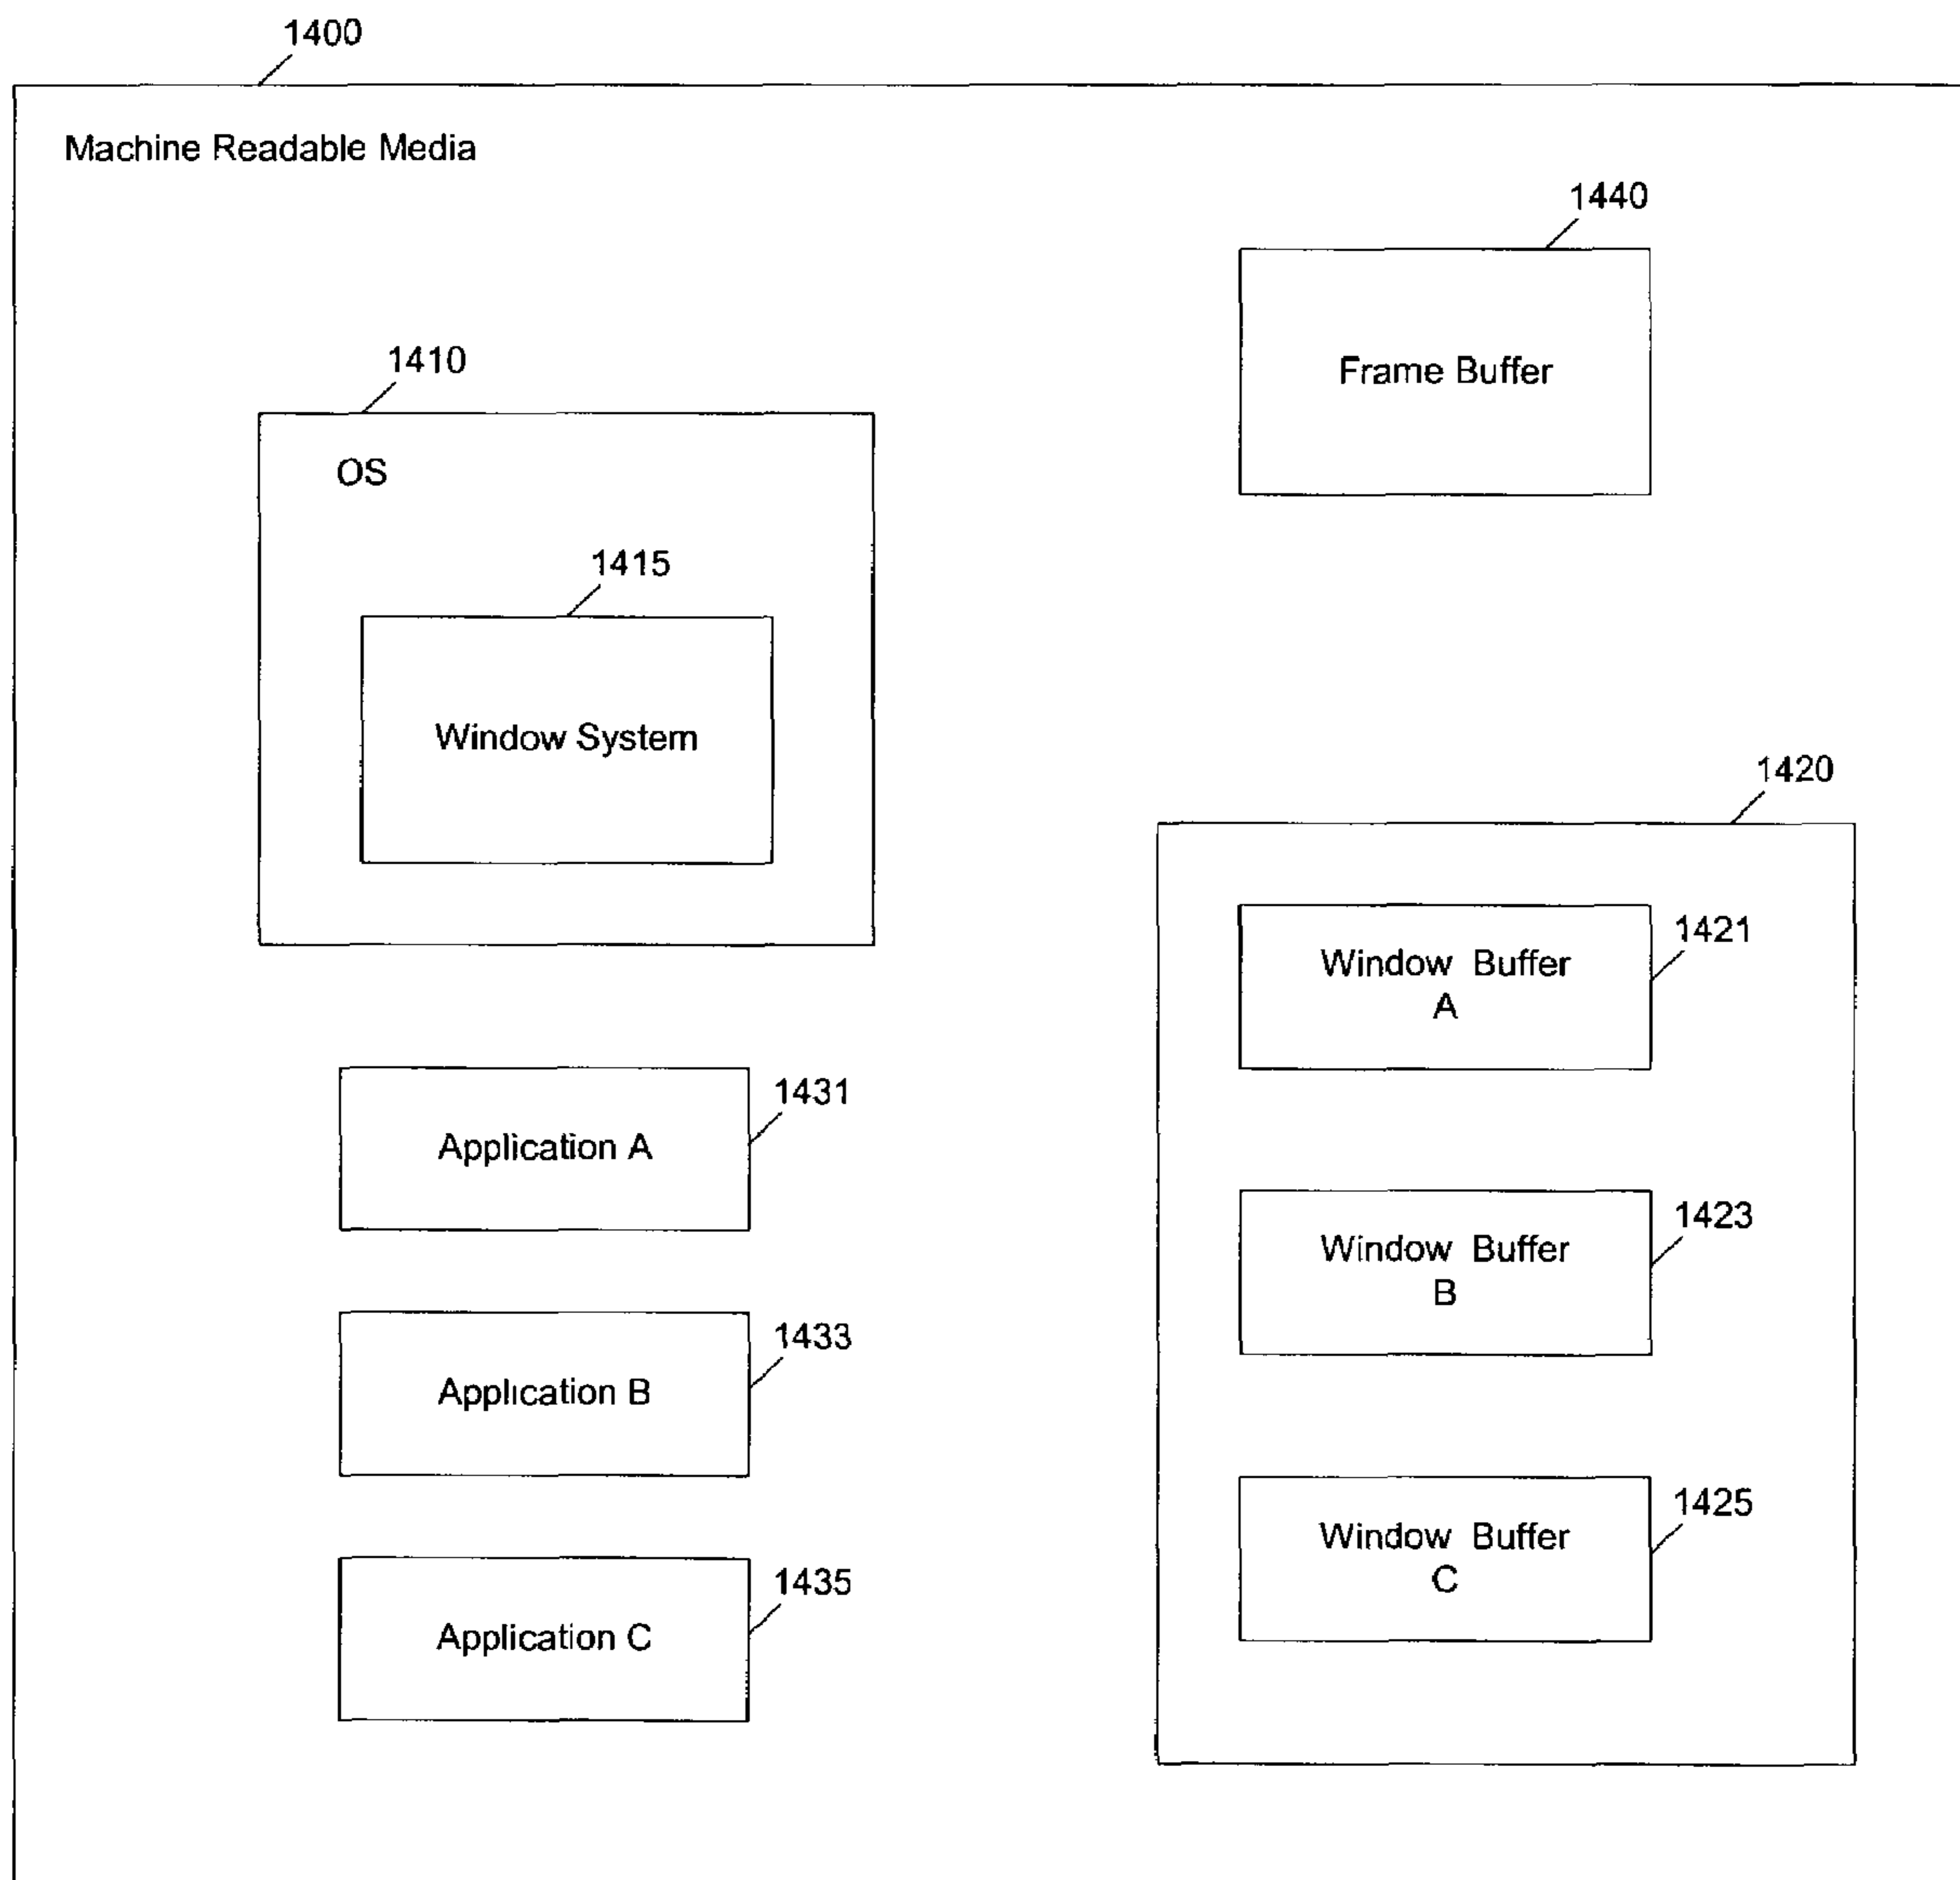 1400
Machine Readable Media
1440
Frame Buffer
1410
OS
1415
Window System
1420
Window Buffer
A
1421
Window Buffer
B
1423
Window Buffer
C
1425
Application A
1431
Application B
1433
Application C
1435